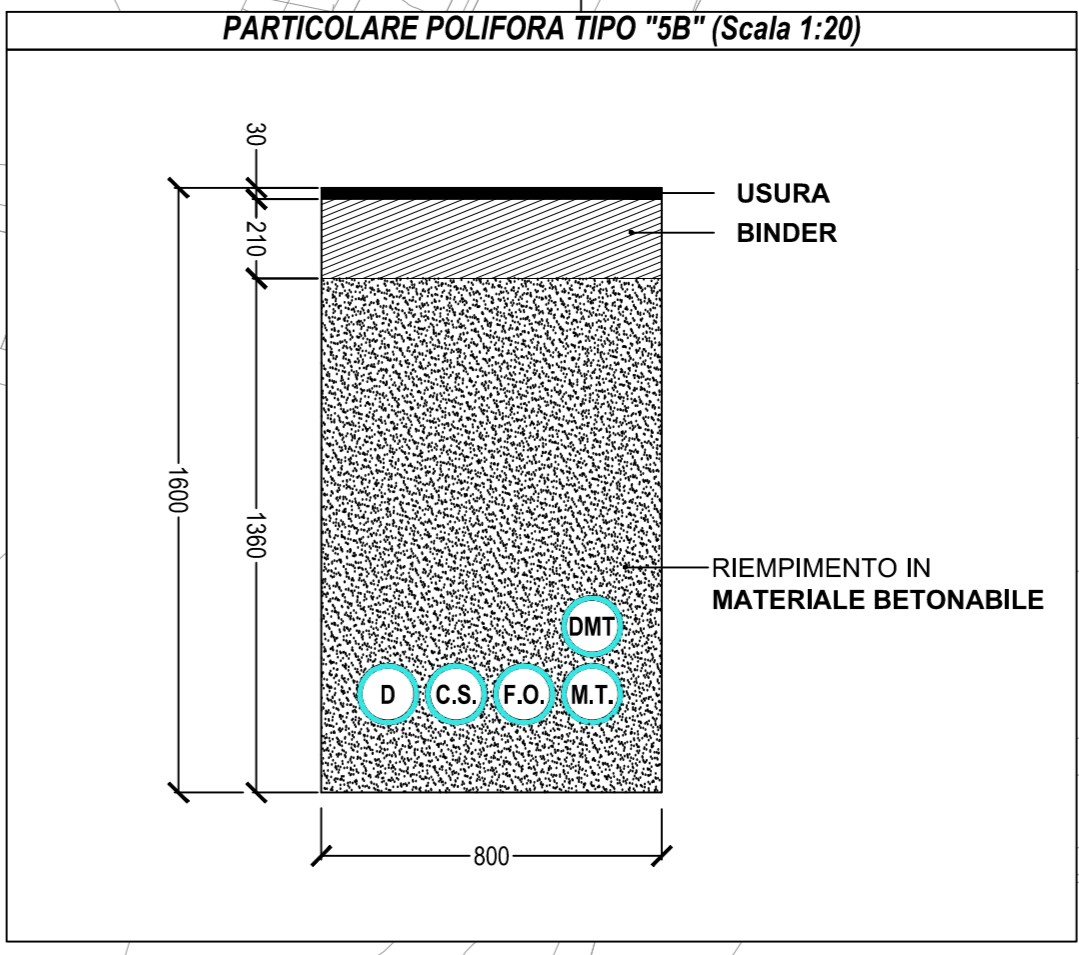 PARTICOLARE POLIFORA TIPO "5B" (Scala 1:20)
30
210
1600
1360
800
USURA
BINDER
RIEMPIMENTO IN
MATERIALE BETONABILE
DMT
D
C.S.
F.O.
M.T.